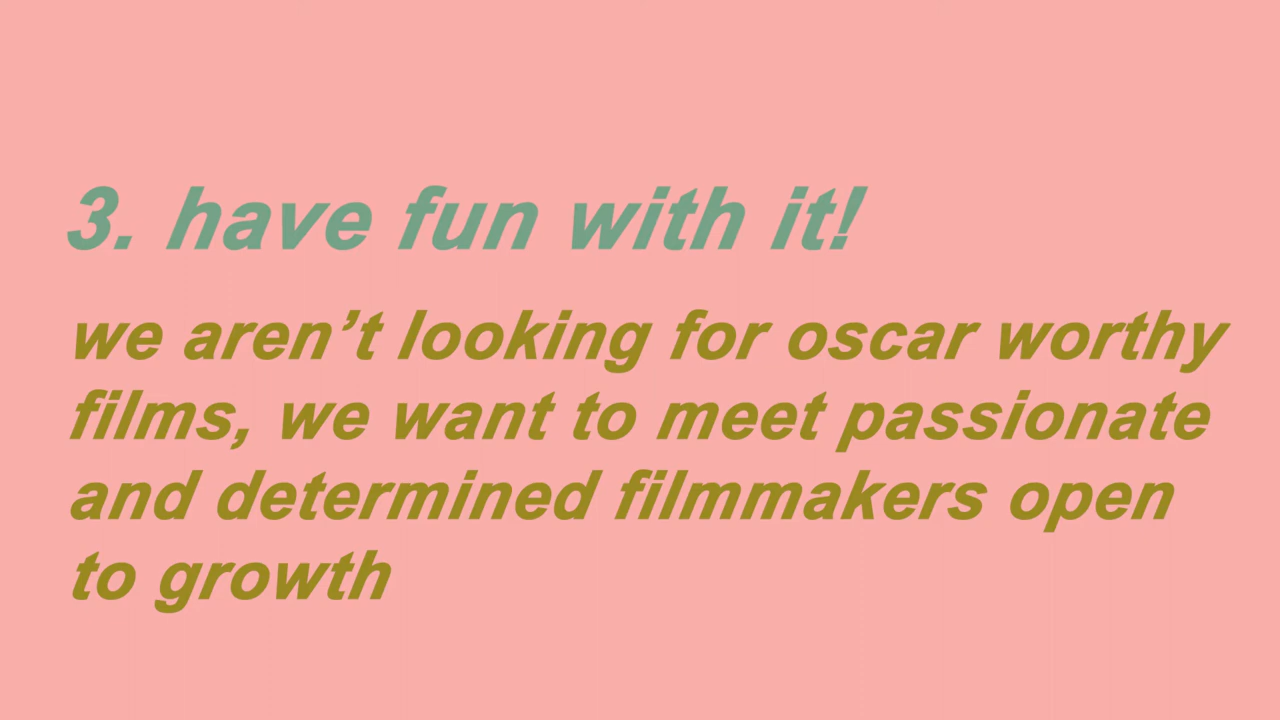 3. have fun with it!
we aren’t looking for oscar worthy
films, we want to meet passionate
and determined filmmakers open
to growth